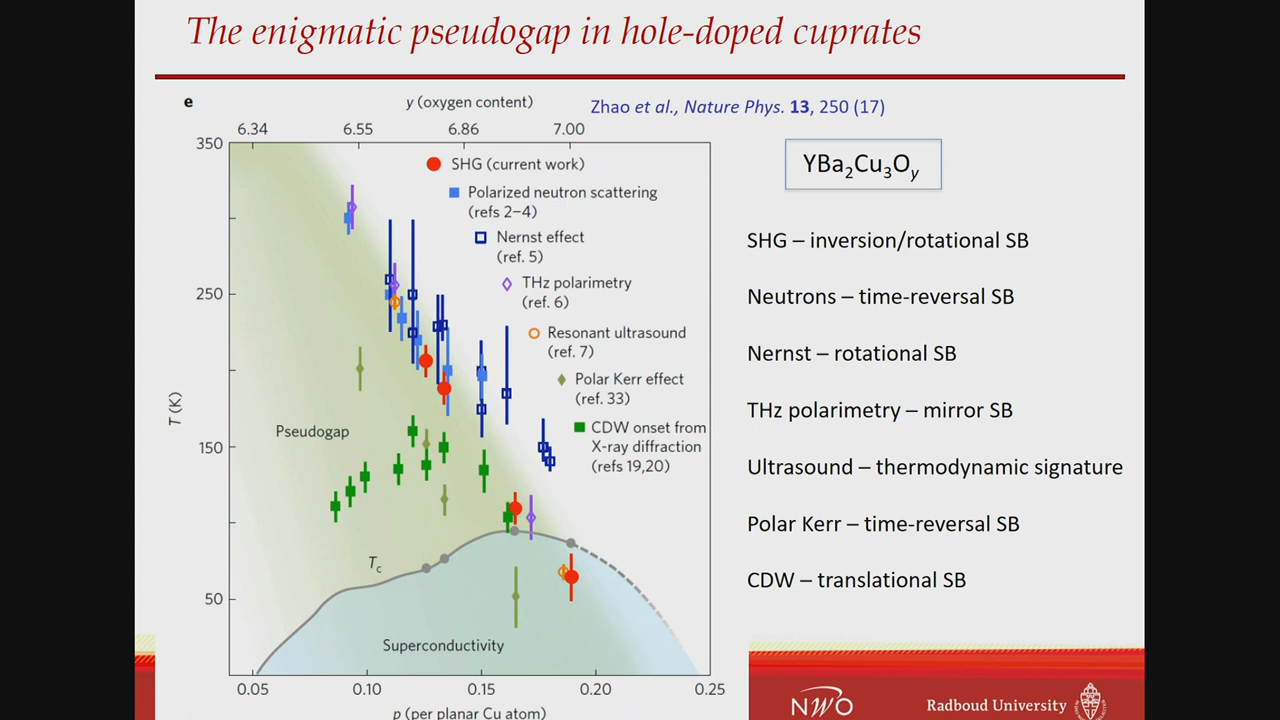 The enigmatic pseudogap in hole-doped cuprates
e
y (oxygen content)
Zhao et al., Nature Phys. 13, 250 (17)
6.34 6.55 6.86 7.00
350
250
150
50
T (K)
SHG (current work)
Polarized neutron scattering
(refs 2–4)
Nernst effect
(ref. 5)
THz polarimetry
(ref. 6)
Resonant ultrasound
(ref. 7)
Polar Kerr effect
(ref. 33)
CDW onset from
X-ray diffraction
(refs 19,20)
Pseudogap
Tc
Superconductivity
0.05 0.10 0.15 0.20 0.25
p (per planar Cu atom)
YBa2Cu3Oy
SHG – inversion/rotational SB
Neutrons – time-reversal SB
Nernst – rotational SB
THz polarimetry – mirror SB
Ultrasound – thermodynamic signature
Polar Kerr – time-reversal SB
CDW – translational SB
NWO
Radboud University